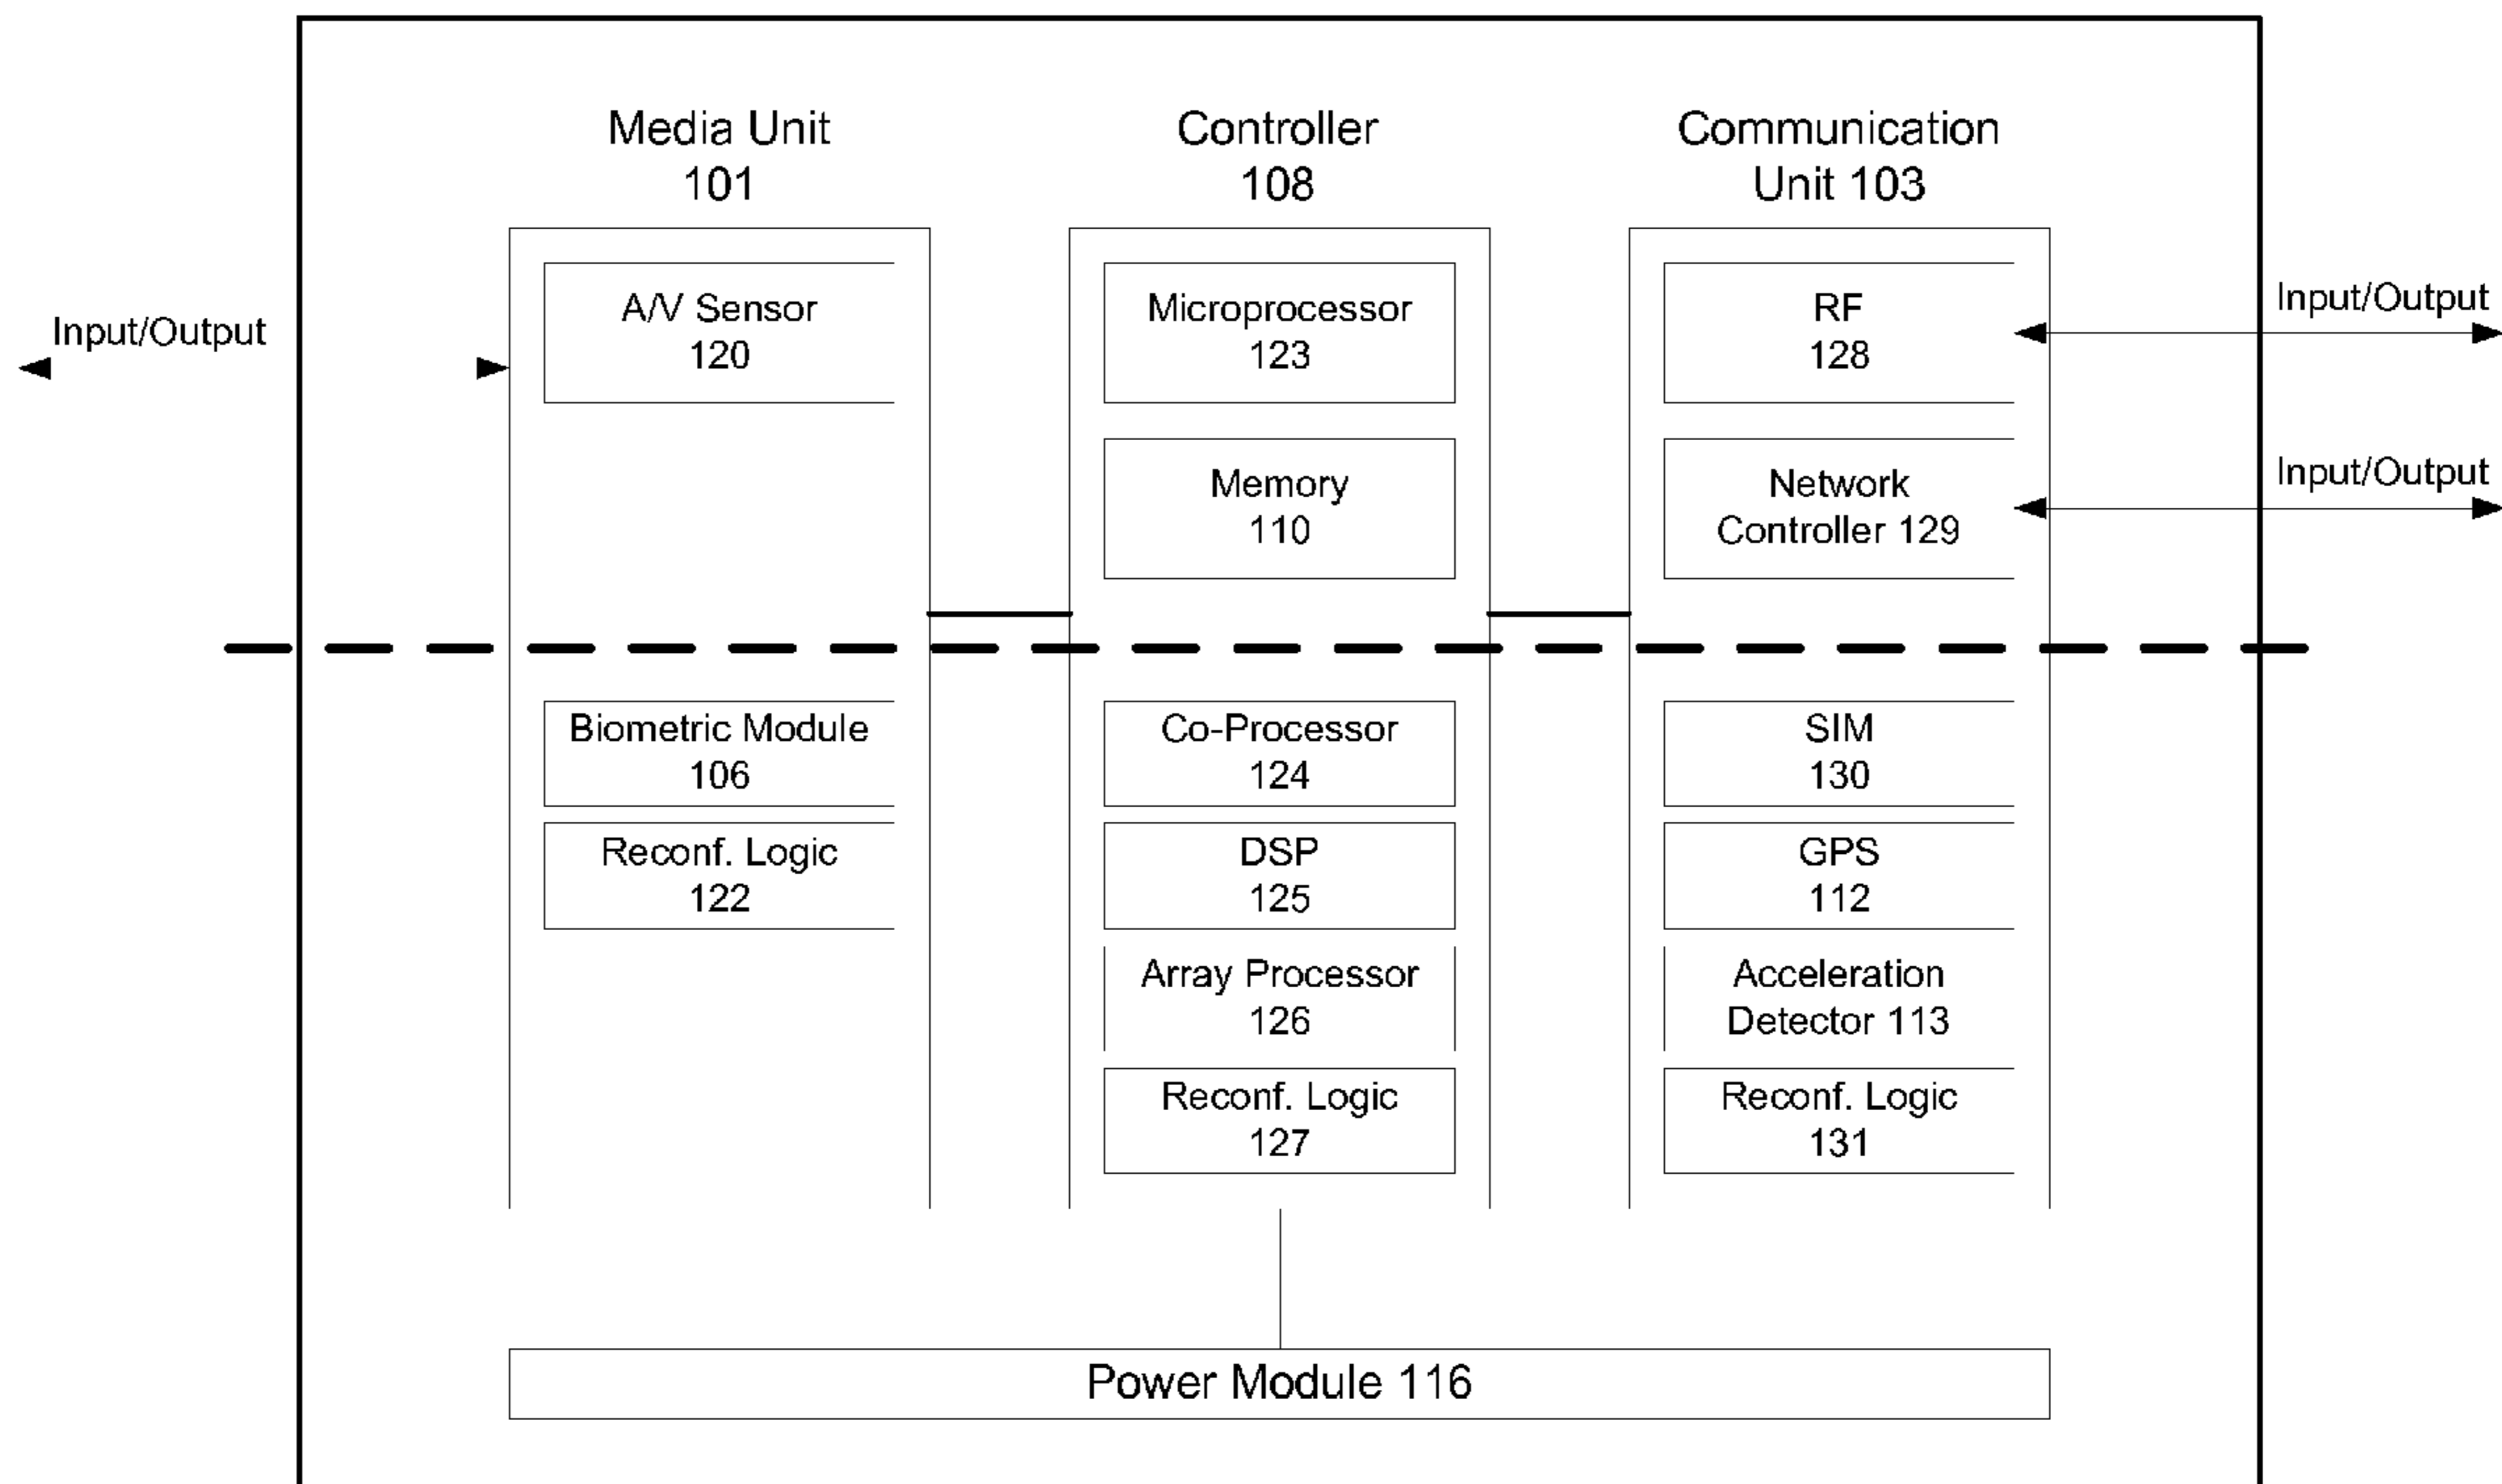 Media Unit
101
Controller
108
Communication
Unit 103
Input/Output
A/V Sensor
120
Microprocessor
123
RF
128
Input/Output
Memory
110
Network
Controller 129
Input/Output
Biometric Module
106
Co-Processor
124
SIM
130
Reconf. Logic
122
DSP
125
GPS
112
Array Processor
126
Acceleration
Detector 113
Reconf. Logic
127
Reconf. Logic
131
Power Module 116